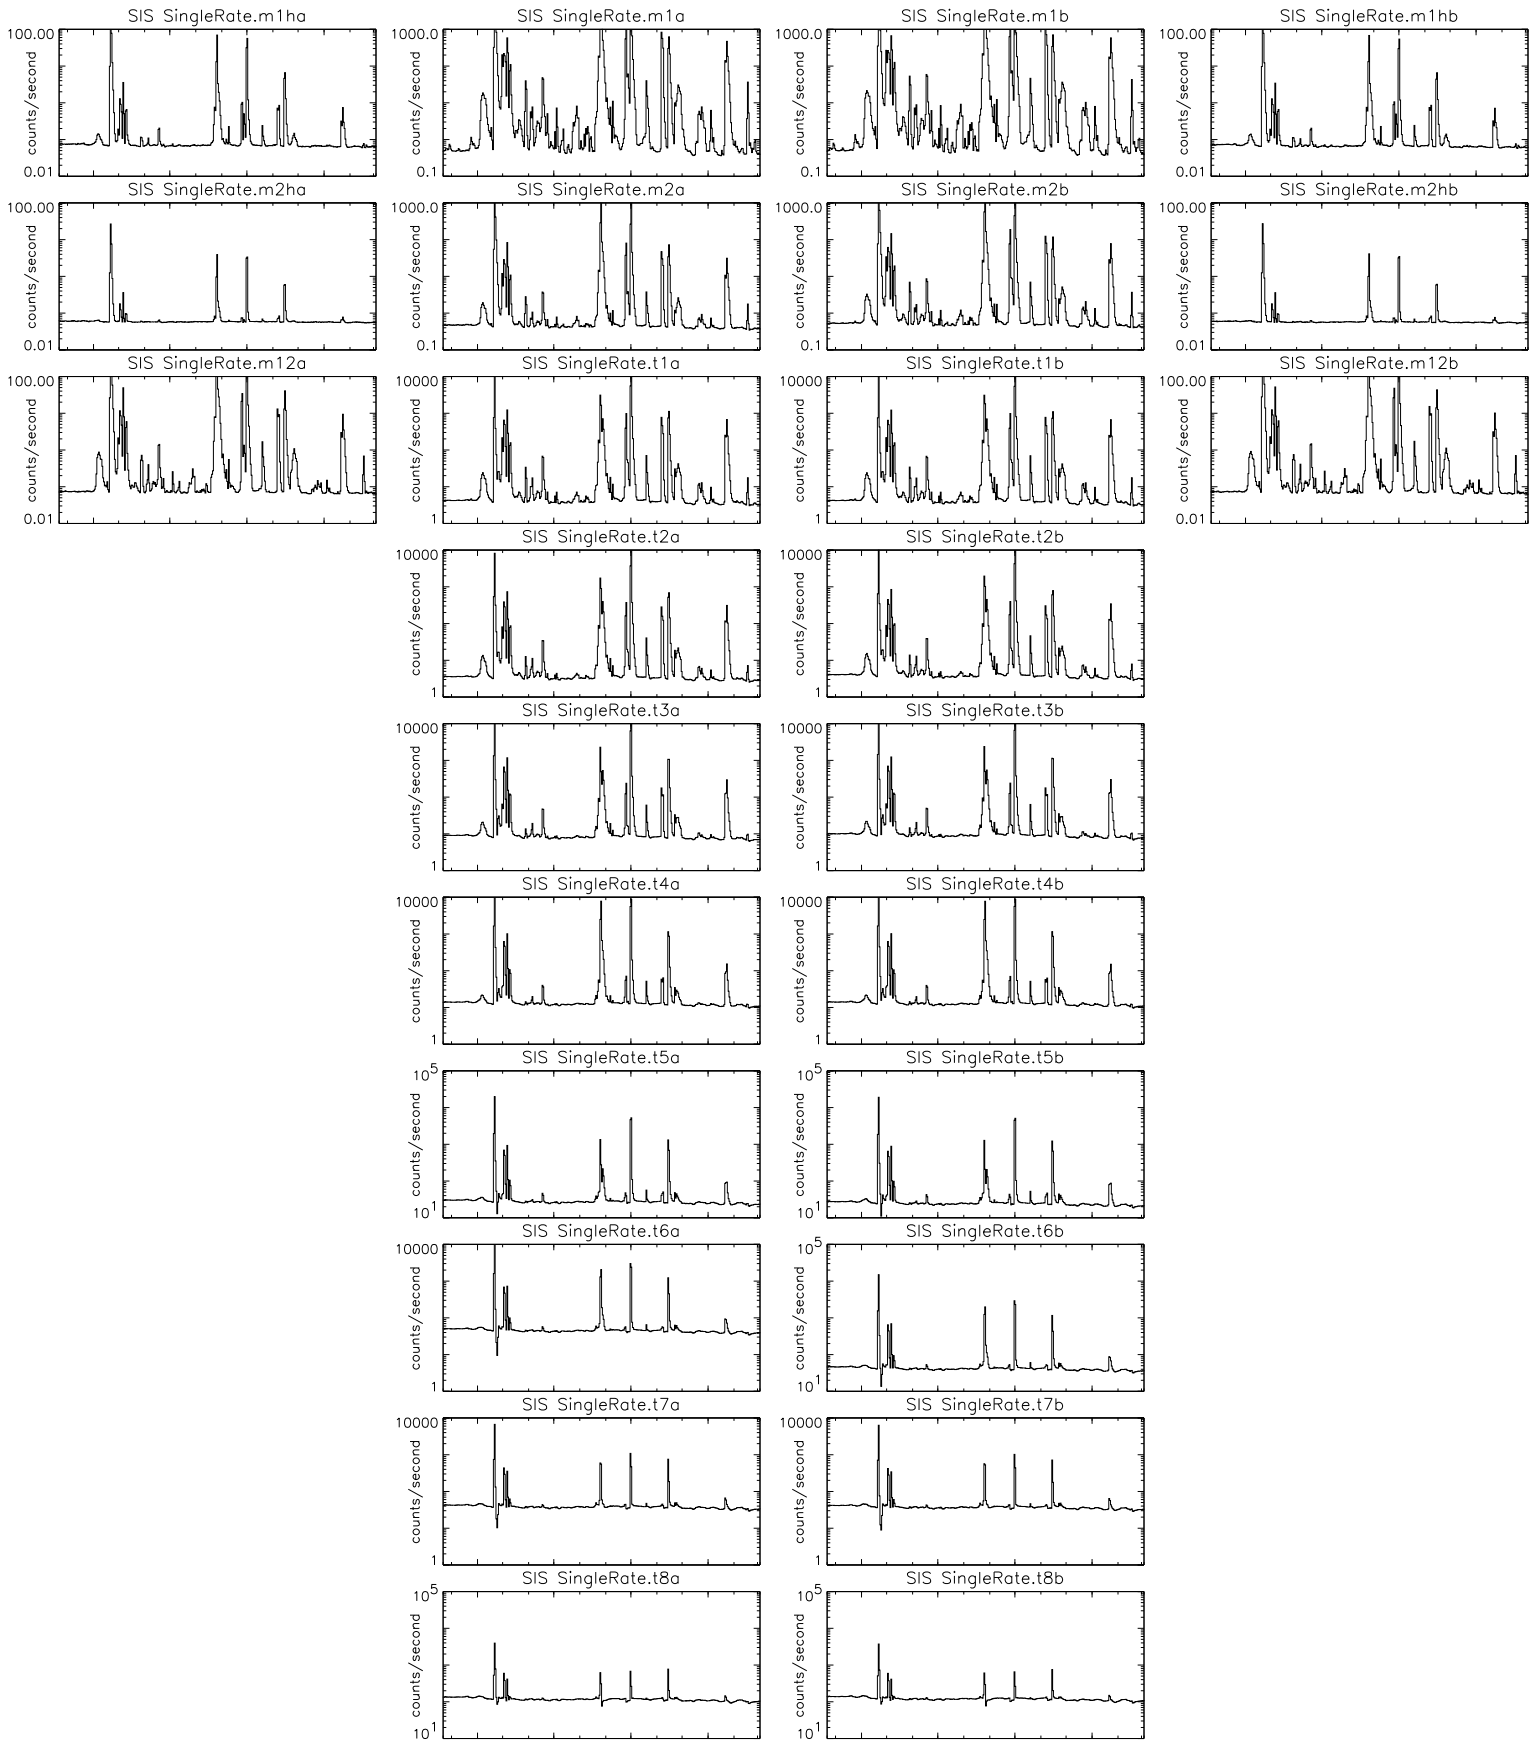 SIS SingleRate.m1ha
100.00
counts/second
0.01
SIS SingleRate.m1a
1000.0
counts/second
0.1
SIS SingleRate.m1b
1000.0
counts/second
0.1
SIS SingleRate.m1hb
100.00
counts/second
0.01
SIS SingleRate.m2ha
100.00
counts/second
0.01
SIS SingleRate.m2a
1000.0
counts/second
0.1
SIS SingleRate.m2b
1000.0
counts/second
0.1
SIS SingleRate.m2hb
100.00
counts/second
0.01
SIS SingleRate.m12a
100.00
counts/second
0.01
SIS SingleRate.t1a
10000
counts/second
1
SIS SingleRate.t1b
10000
counts/second
1
SIS SingleRate.m12b
100.00
counts/second
0.01
SIS SingleRate.t2a
10000
counts/second
1
SIS SingleRate.t2b
10000
counts/second
1
SIS SingleRate.t3a
10000
counts/second
1
SIS SingleRate.t3b
10000
counts/second
1
SIS SingleRate.t4a
10000
counts/second
1
SIS SingleRate.t4b
10000
counts/second
1
SIS SingleRate.t5a
10^5
counts/second
10^1
SIS SingleRate.t5b
10^5
counts/second
10^1
SIS SingleRate.t6a
10000
counts/second
1
SIS SingleRate.t6b
10^5
counts/second
10^1
SIS SingleRate.t7a
10000
counts/second
1
SIS SingleRate.t7b
10000
counts/second
1
SIS SingleRate.t8a
10^5
counts/second
10^1
SIS SingleRate.t8b
10^5
counts/second
10^1